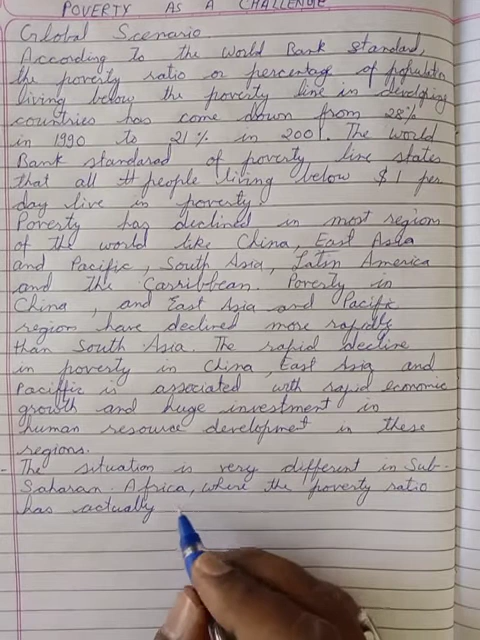 POVERTY AS A CHALLENGE
Global Scenario
According To the World Bank standard,
the poverty ratio or percentage of population
living below the poverty line in developing
countries has come down from 28%
in 1990 to 21% in 2001. The world
Bank standarad of poverty line states
that all people living below $1 per
day live in poverty
Poverty has declined in most regions
of the world like China, East Asia
and Pacific, South Asia, Latin America
and the Carribbean. Poverty in
China, and East Asia and Pacific
region have declined more rapidly
than South Asia. The rapid decline
in poverty in China, East Asia and
Paciffic is associated with rapid economic
growth and huge investment in
human resource development in these
regions.
- The situation is very different in Sub-
Saharan Africa, where the poverty ratio
has actually